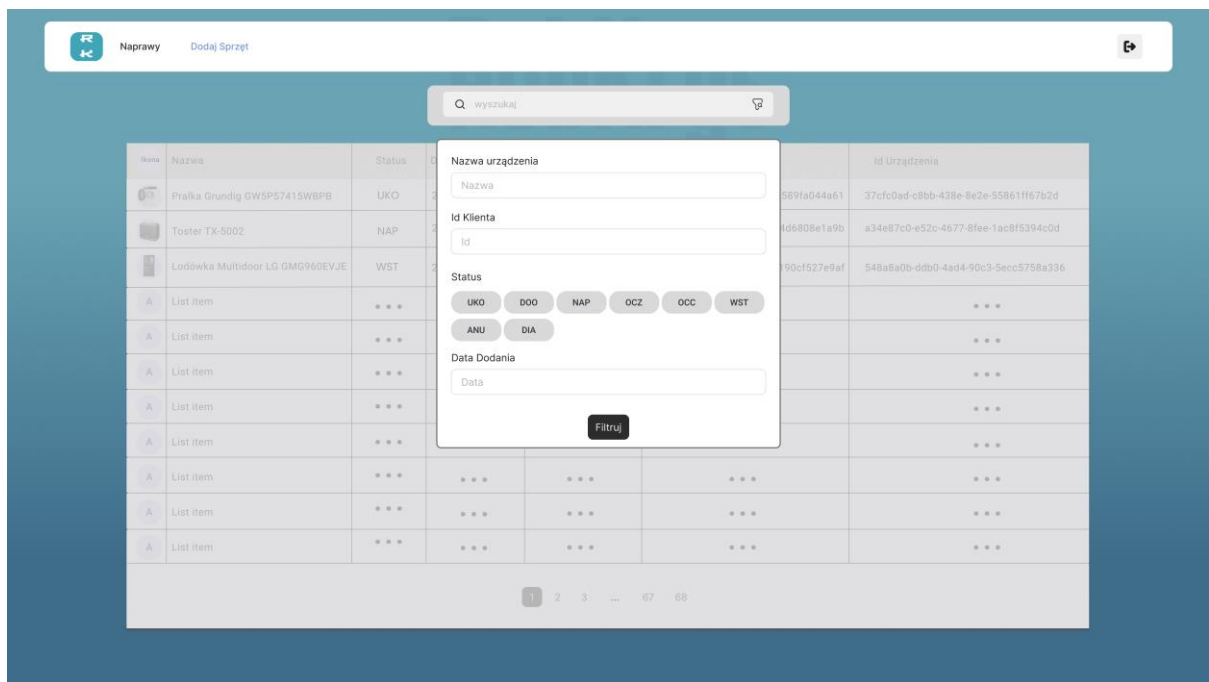 R K
Naprawy Dodaj Sprzęt
wyszukaj
Ikona Nazwa Status Id Urządzenia
Nazwa urządzenia
Nazwa
Pralka Grundig GW5P57415WBPB UKO 589fa044a61 37cfc0ad-c8bb-438e-8e2e-55861ff67b2d
Id Klienta
Id
Toster TX-5002 NAP 4d6808e1a9b a34e87c0-e52c-4677-8fee-1ac8f5394c0d
Lodówka Multidoor LG GMG960EVJE WST 190cf527e9af 548a8a0b-ddb0-4ad4-90c3-5ecc5758a336
Status
UKO DOO NAP OCZ OCC WST
ANU DIA
A List item
A List item
Data Dodania
Data
A List item
A List item
Filtruj
A List item
A List item
A List item
A List item
1 2 3 ... 67 68